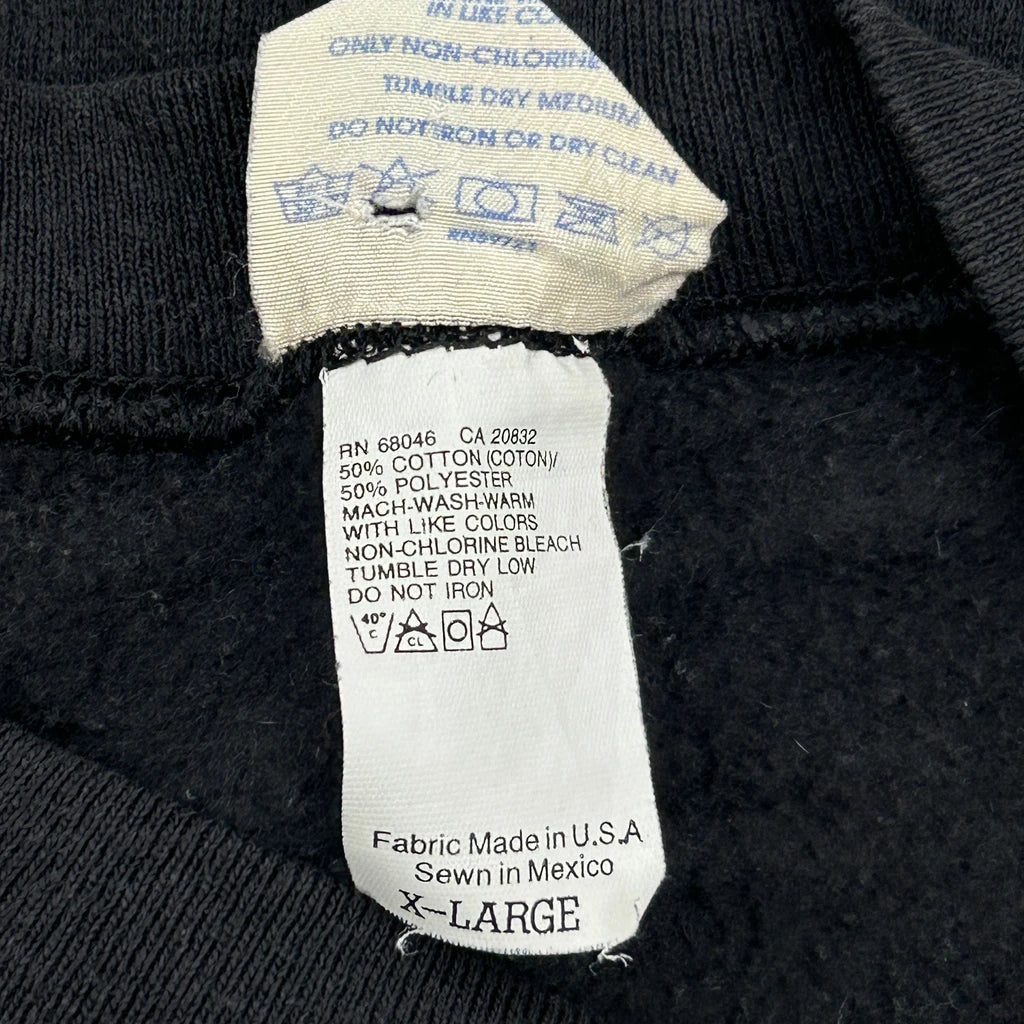 IN LIKE
ONLY NON-CHLORINE
TUMBLE DRY MEDIUM
DO NOT IRON OR DRY CLEAN
RN 68046 CA 20832
50% COTTON (COTON)/
50% POLYESTER
MACH-WASH-WARM
WITH LIKE COLORS
NON-CHLORINE BLEACH
TUMBLE DRY LOW
DO NOT IRON
40°
C
CL
Fabric Made in U.S.A
Sewn in Mexico
X-LARGE